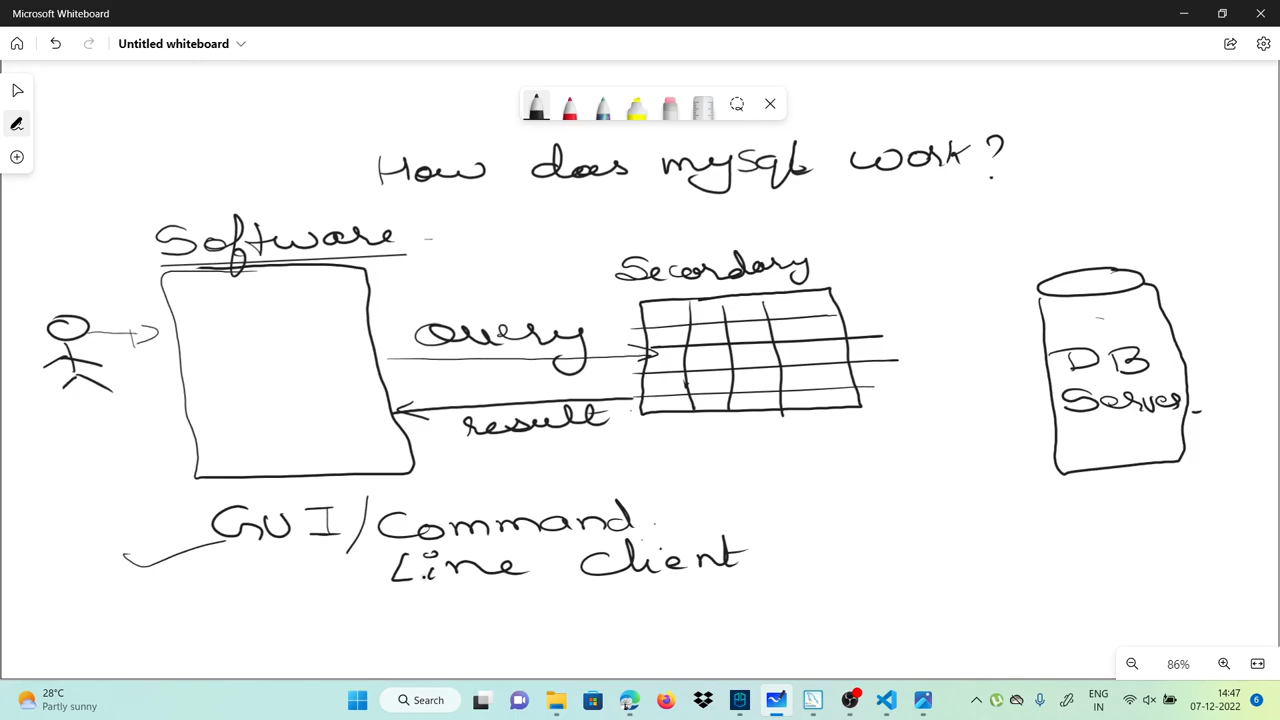 Microsoft Whiteboard
Untitled whiteboard
How does mysql work?
Software
Secondary
Query
DB
Server
result
GUI/Command
Line Client
86%
28°C
Partly sunny
Search
ENG
IN
14:47
07-12-2022
6